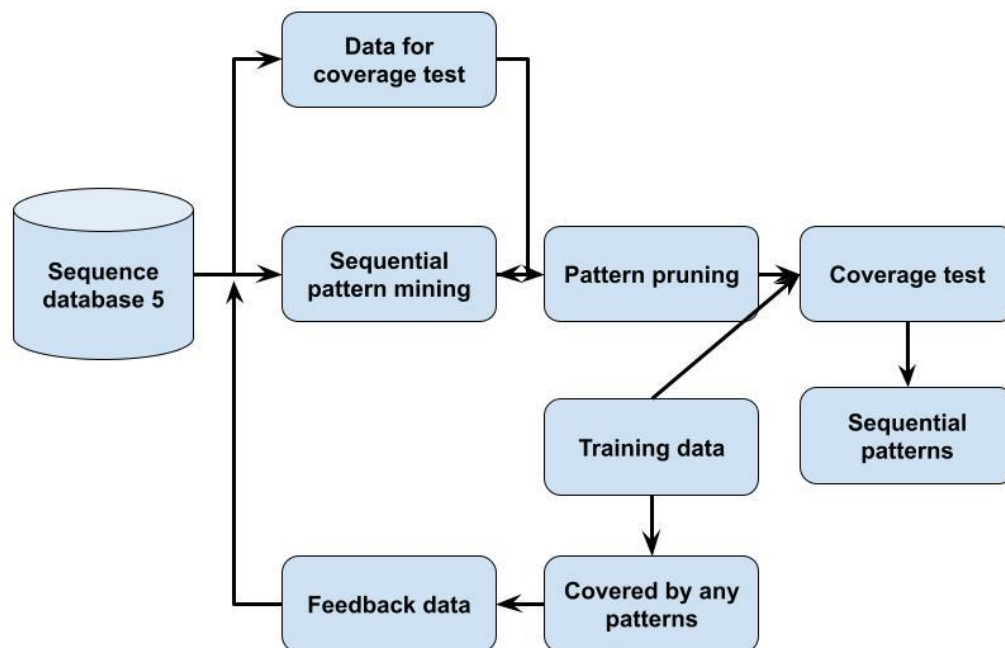 Data for
coverage test
Sequence
database 5
Sequential
pattern mining
Pattern pruning
Coverage test
Training data
Sequential
patterns
Feedback data
Covered by any
patterns